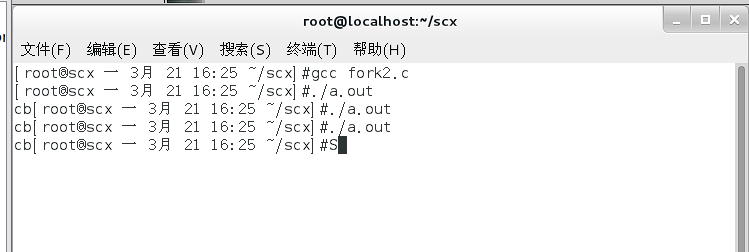 root@localhost:~/scx
文件(F) 编辑(E) 查看(V) 搜索(S) 终端(T) 帮助(H)
[root@scx 一 3月 21 16:25 ~/scx]#gcc fork2.c
[root@scx 一 3月 21 16:25 ~/scx]#./a.out
cb[root@scx 一 3月 21 16:25 ~/scx]#./a.out
cb[root@scx 一 3月 21 16:25 ~/scx]#./a.out
cb[root@scx 一 3月 21 16:25 ~/scx]#S